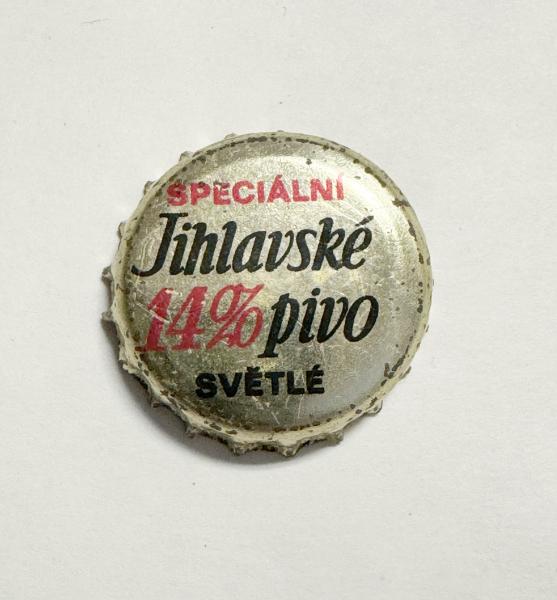 SPECIÁLNÍ
Jihlavské
14% pivo
SVĚTLÉ